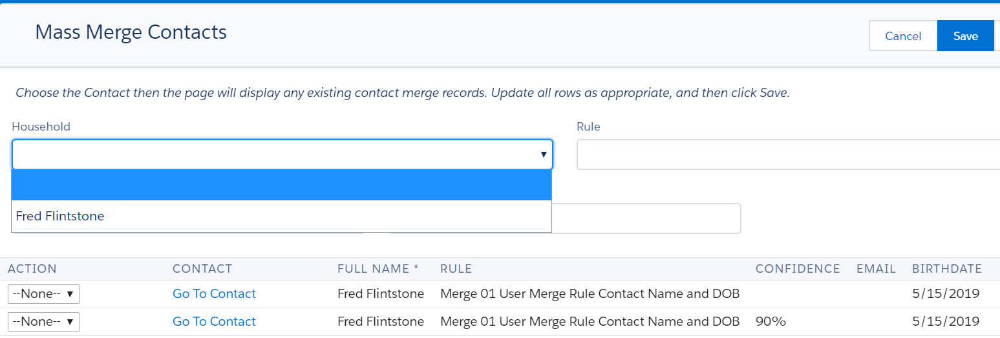 Mass Merge Contacts
Cancel Save
Choose the Contact then the page will display any existing contact merge records. Update all rows as appropriate, and then click Save.
Household Rule
▼
Fred Flintstone
ACTION CONTACT FULL NAME * RULE CONFIDENCE EMAIL BIRTHDATE
--None-- ▼ Go To Contact Fred Flintstone Merge 01 User Merge Rule Contact Name and DOB 5/15/2019
--None-- ▼ Go To Contact Fred Flintstone Merge 01 User Merge Rule Contact Name and DOB 90% 5/15/2019